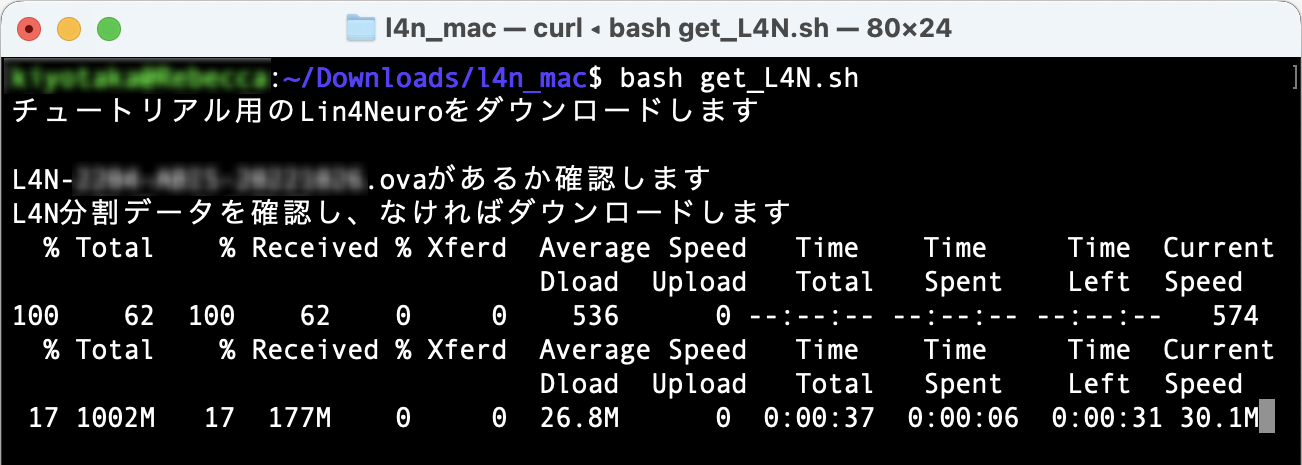 l4n_mac — curl ◂ bash get_L4N.sh — 80×24
:~/Downloads/l4n_mac$ bash get_L4N.sh ]
チュートリアル用のLin4Neuroをダウンロードします
L4N- .ovaがあるか確認します
L4N分割データを確認し、なければダウンロードします
% Total % Received % Xferd Average Speed Time Time Time Current
Dload Upload Total Spent Left Speed
100 62 100 62 0 0 536 0 --:--:-- --:--:-- --:--:-- 574
% Total % Received % Xferd Average Speed Time Time Time Current
Dload Upload Total Spent Left Speed
17 1002M 17 177M 0 0 26.8M 0 0:00:37 0:00:06 0:00:31 30.1M